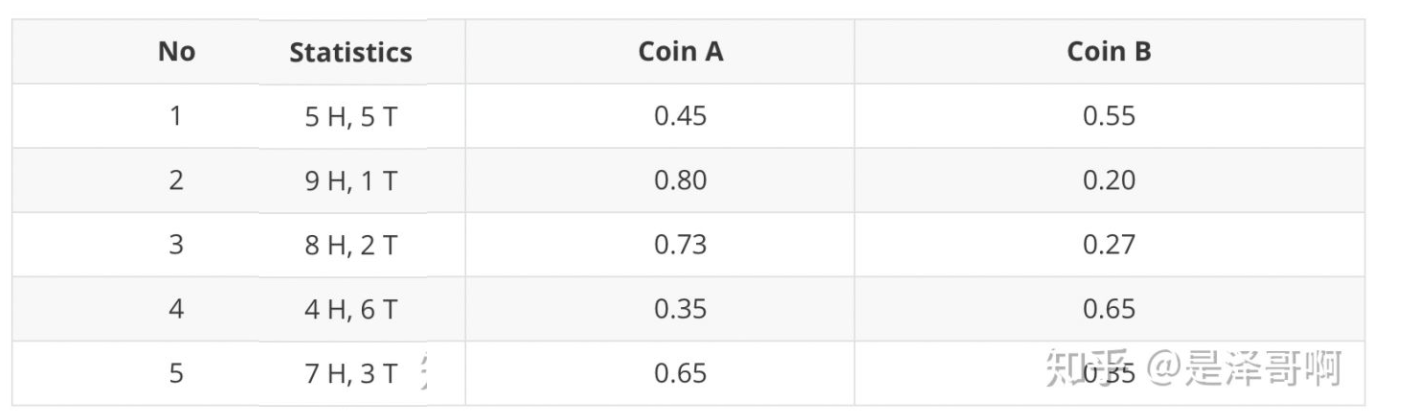 No Statistics Coin A Coin B
1 5 H, 5 T 0.45 0.55
2 9 H, 1 T 0.80 0.20
3 8 H, 2 T 0.73 0.27
4 4 H, 6 T 0.35 0.65
5 7 H, 3 T 0.65 0.35
知乎 @是泽哥啊